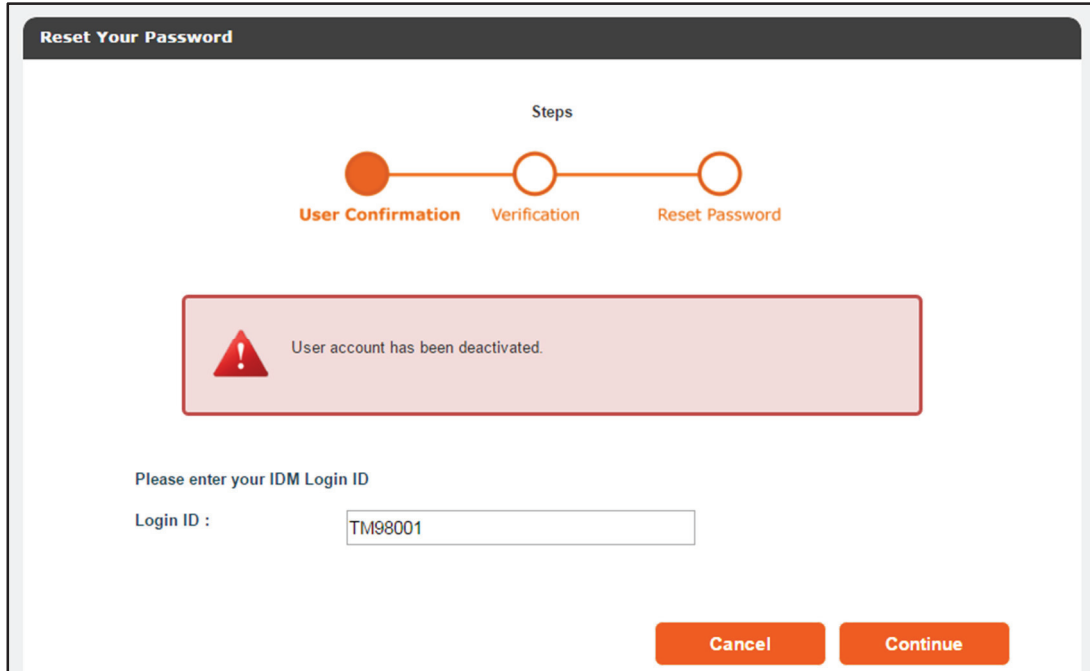 Reset Your Password
Steps
User Confirmation Verification Reset Password
User account has been deactivated.
Please enter your IDM Login ID
Login ID : TM98001
Cancel Continue